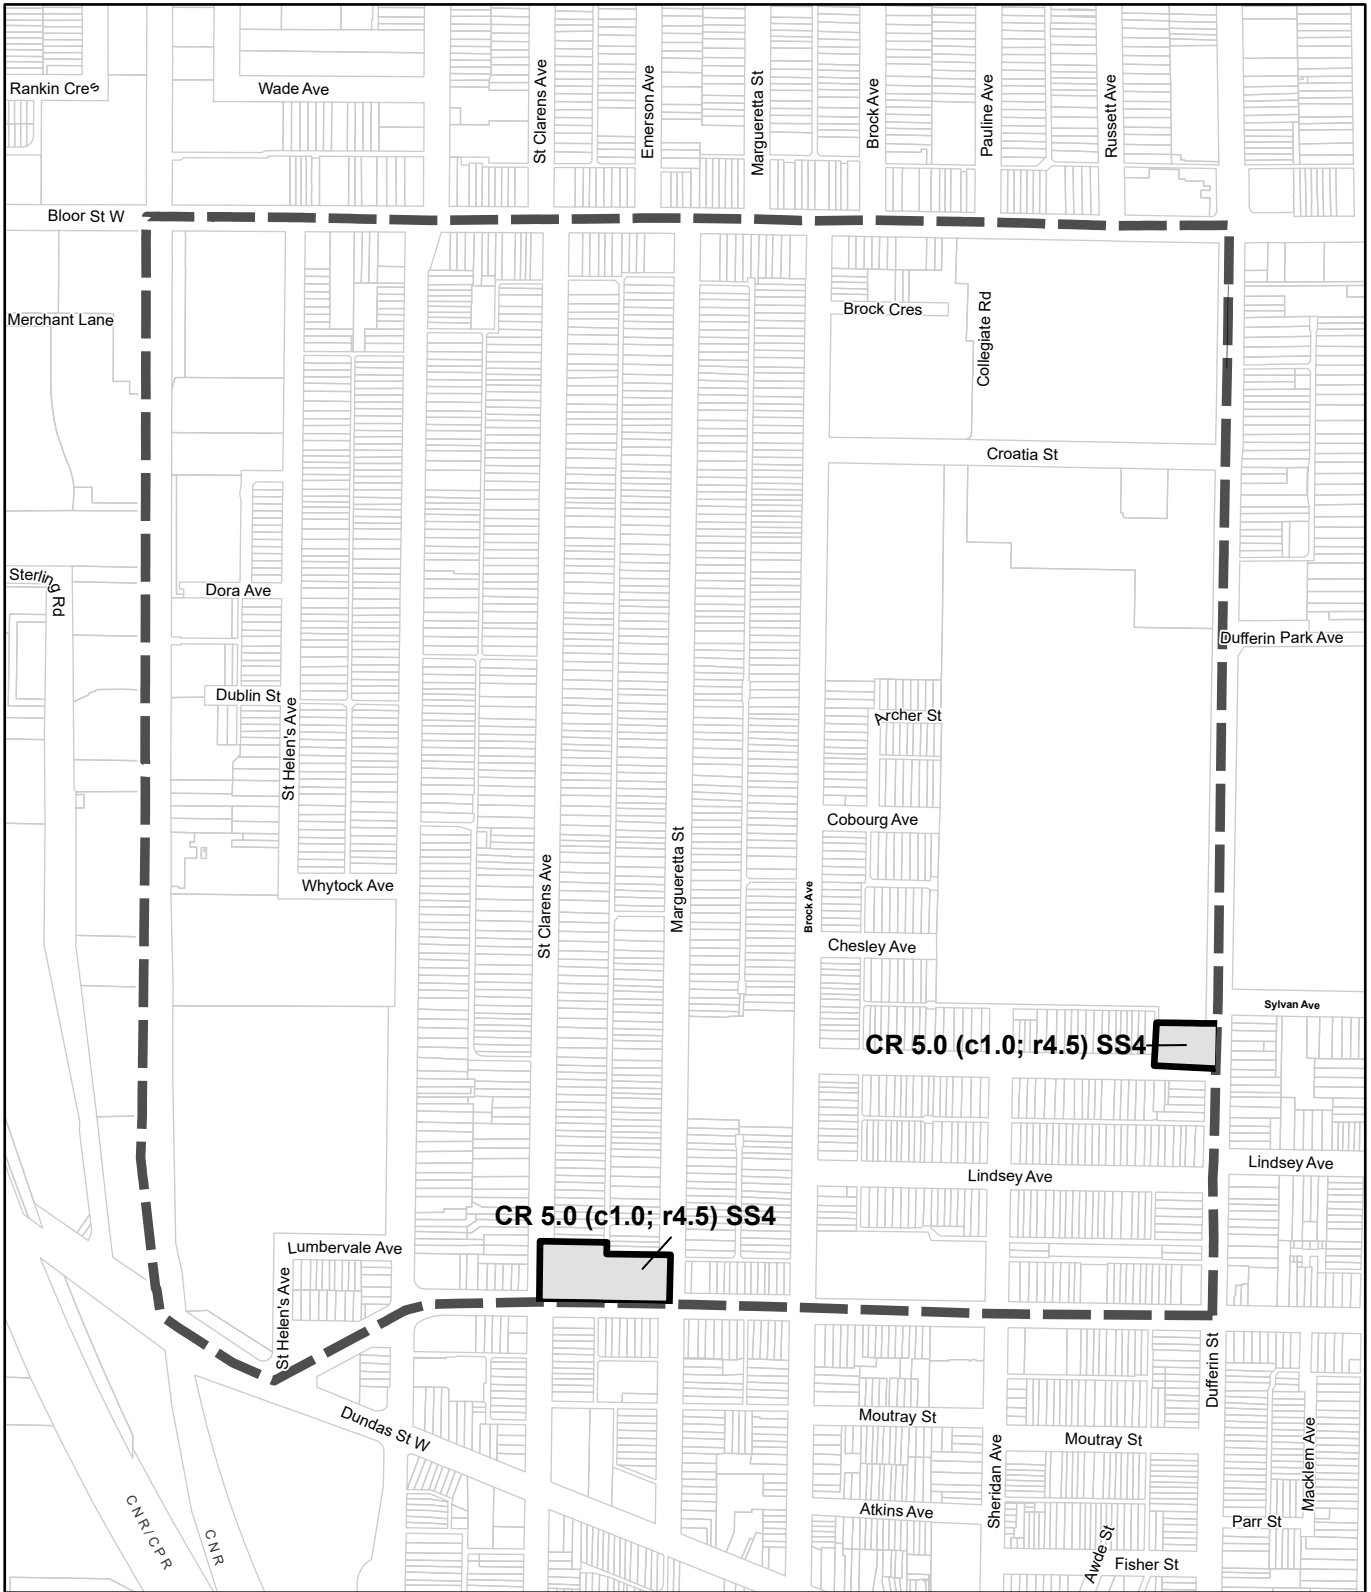 Rankin Cres
Wade Ave
St Clarens Ave
Emerson Ave
Margueretta St
Brock Ave
Pauline Ave
Russett Ave
Bloor St W
Merchant Lane
Brock Cres
Collegiate Rd
Croatia St
Sterling Rd
Dora Ave
Dufferin Park Ave
Dublin St
St Helen's Ave
Archer St
Cobourg Ave
Margueretta St
Whytock Ave
St Clarens Ave
Brock Ave
Chesley Ave
Sylvan Ave
CR 5.0 (c1.0; r4.5) SS4
Lindsey Ave
Lindsey Ave
CR 5.0 (c1.0; r4.5) SS4
Lumbervale Ave
St Helen's Ave
Dufferin St
Dundas St W
Moutray St
Moutray St
Sheridan Ave
Macklem Ave
CNR/CPR
CNR
Atkins Ave
Parr St
Awde St
Fisher St